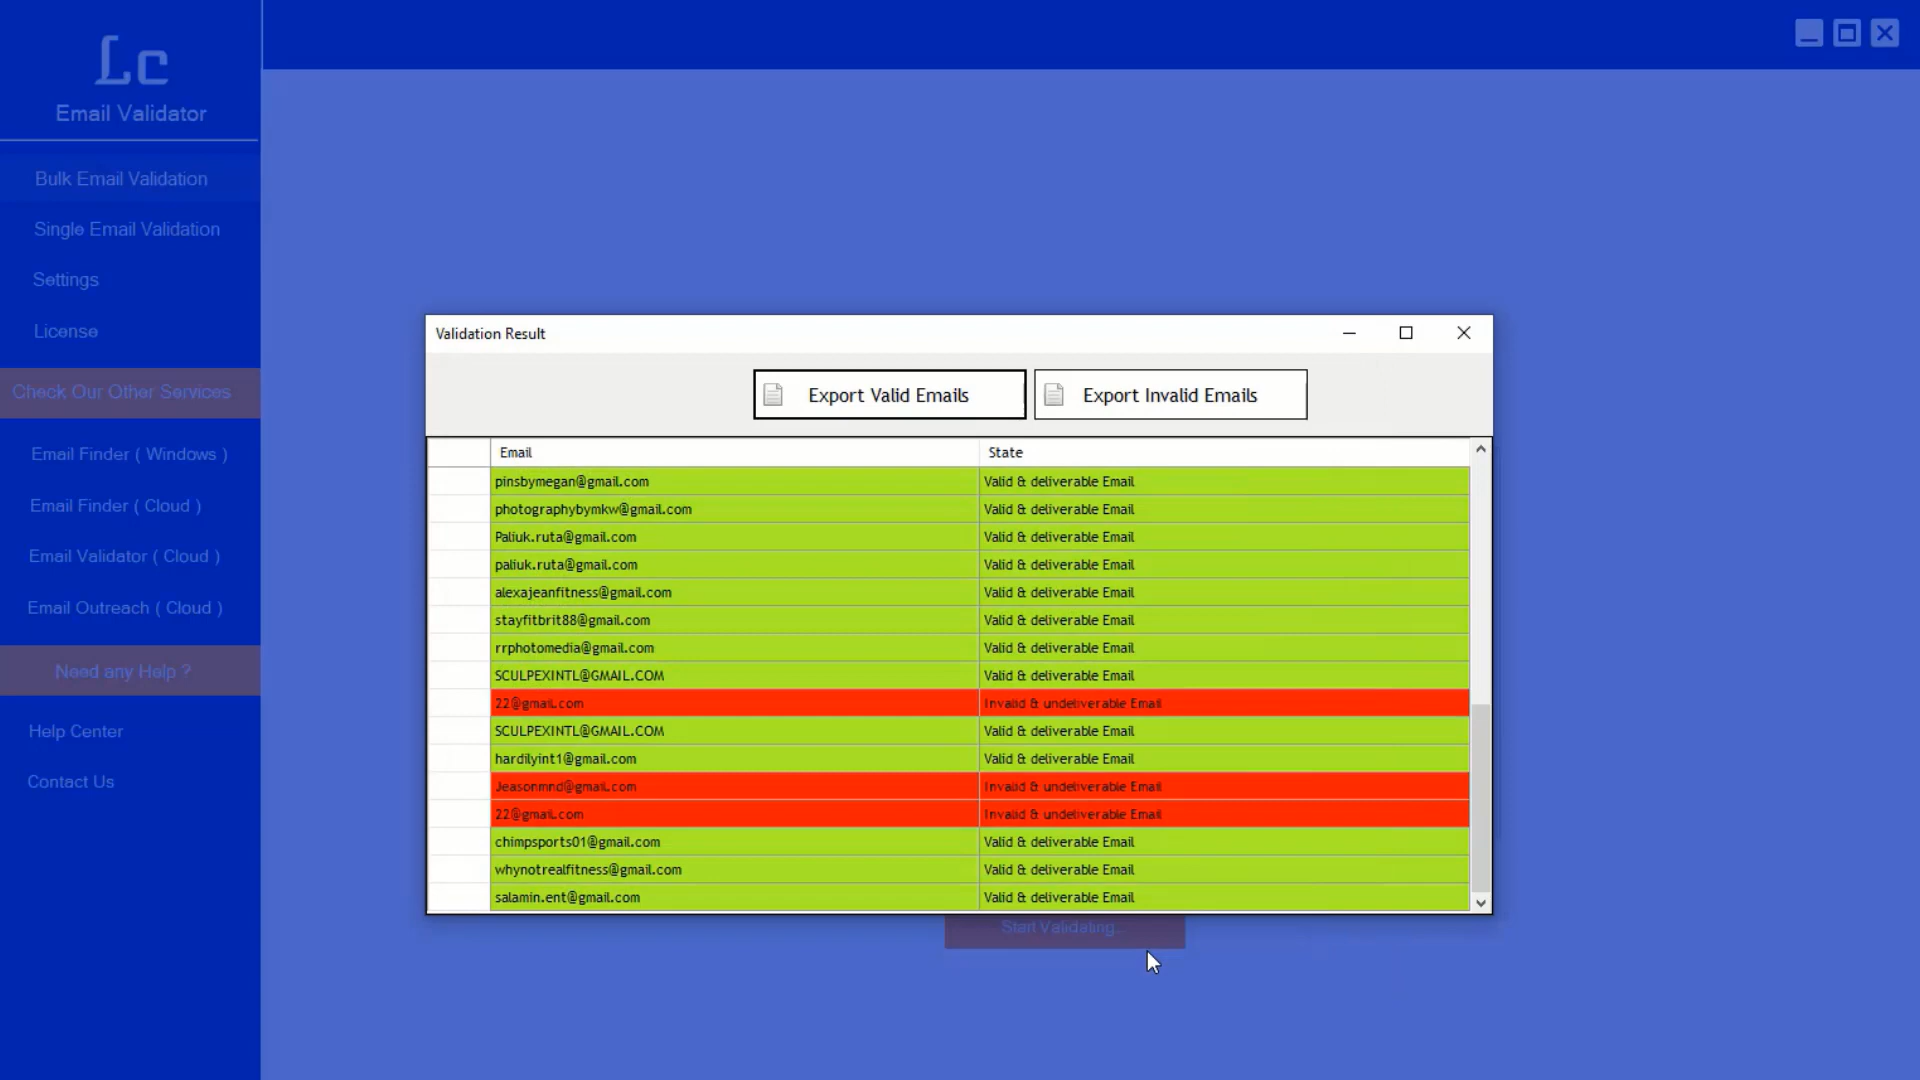 Lc
Email Validator
Bulk Email Validation
Single Email Validation
Settings
License
Check Our Other Services
Email Finder ( Windows )
Email Finder ( Cloud )
Email Validator ( Cloud )
Email Outreach ( Cloud )
Need any Help ?
Help Center
Contact Us
Validation Result
Export Valid Emails
Export Invalid Emails
Email State
pinsbymegan@gmail.com Valid & deliverable Email
photographybymkw@gmail.com Valid & deliverable Email
Paliuk.ruta@gmail.com Valid & deliverable Email
paliuk.ruta@gmail.com Valid & deliverable Email
alexajeanfitness@gmail.com Valid & deliverable Email
stayfitbrit88@gmail.com Valid & deliverable Email
rrphotomedia@gmail.com Valid & deliverable Email
SCULPEXINTL@GMAIL.COM Valid & deliverable Email
22@gmail.com Invalid & undeliverable Email
SCULPEXINTL@GMAIL.COM Valid & deliverable Email
hardilyint1@gmail.com Valid & deliverable Email
Jeasonmnd@gmail.com Invalid & undeliverable Email
22@gmail.com Invalid & undeliverable Email
chimpsports01@gmail.com Valid & deliverable Email
whynotrealfitness@gmail.com Valid & deliverable Email
salamin.ent@gmail.com Valid & deliverable Email
Start Validating...